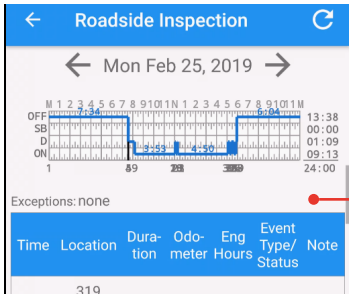 Roadside Inspection
Mon Feb 25, 2019
M 1 2 3 4 5 6 7 8 9 10 11 N 1 2 3 4 5 6 7 8 9 10 11 M
7:34 6:04
OFF 13:38
SB 00:00
D 01:09
3:53 4:50
ON 09:13
1 24:00
Exceptions: none
Time Location Dura-tion Odo-meter Eng Hours Event Type/ Status Note
319